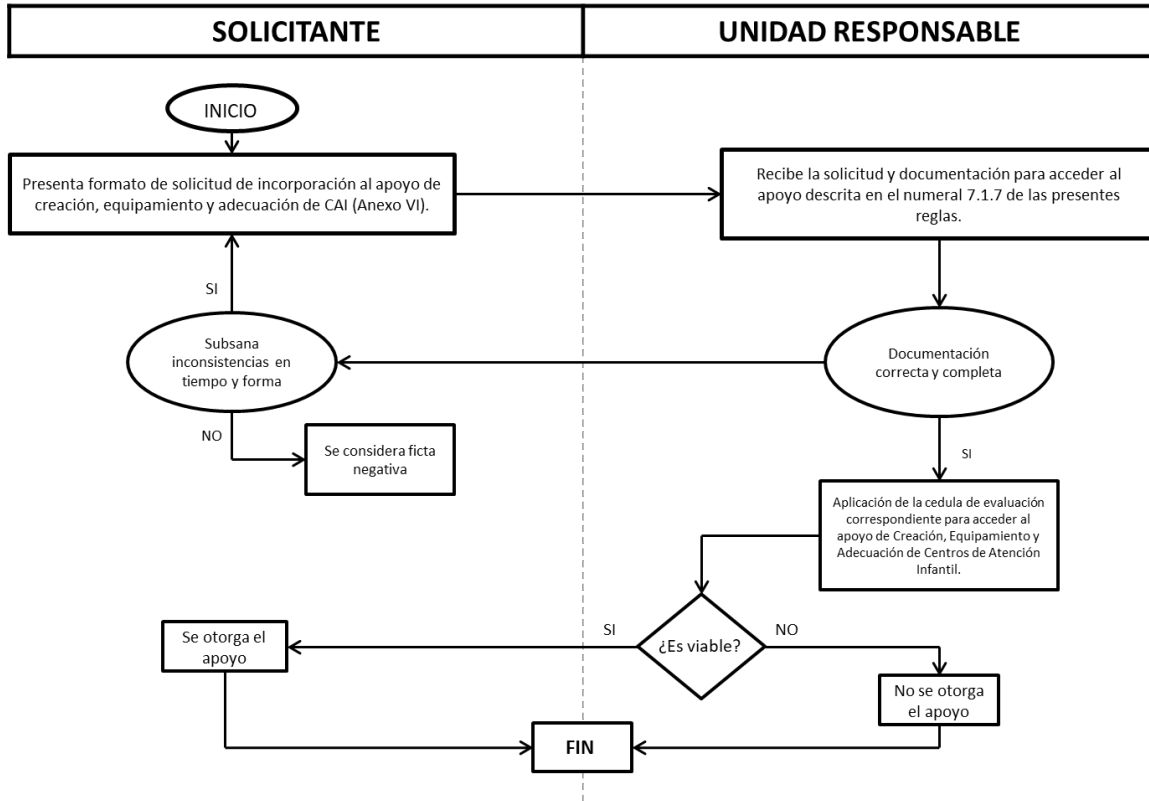 SOLICITANTE
UNIDAD RESPONSABLE
INICIO
Presenta formato de solicitud de incorporación al apoyo de
creación, equipamiento y adecuación de CAI (Anexo VI).
Recibe la solicitud y documentación para acceder al
apoyo descrita en el numeral 7.1.7 de las presentes
reglas.
SI
Subsana
inconsistencias en
tiempo y forma
Documentación
correcta y completa
NO
Se considera ficta
negativa
SI
Aplicación de la cedula de evaluación
correspondiente para acceder al
apoyo de Creación, Equipamiento y
Adecuación de Centros de Atención
Infantil.
Se otorga el
apoyo
SI
¿Es viable?
NO
No se otorga
el apoyo
FIN